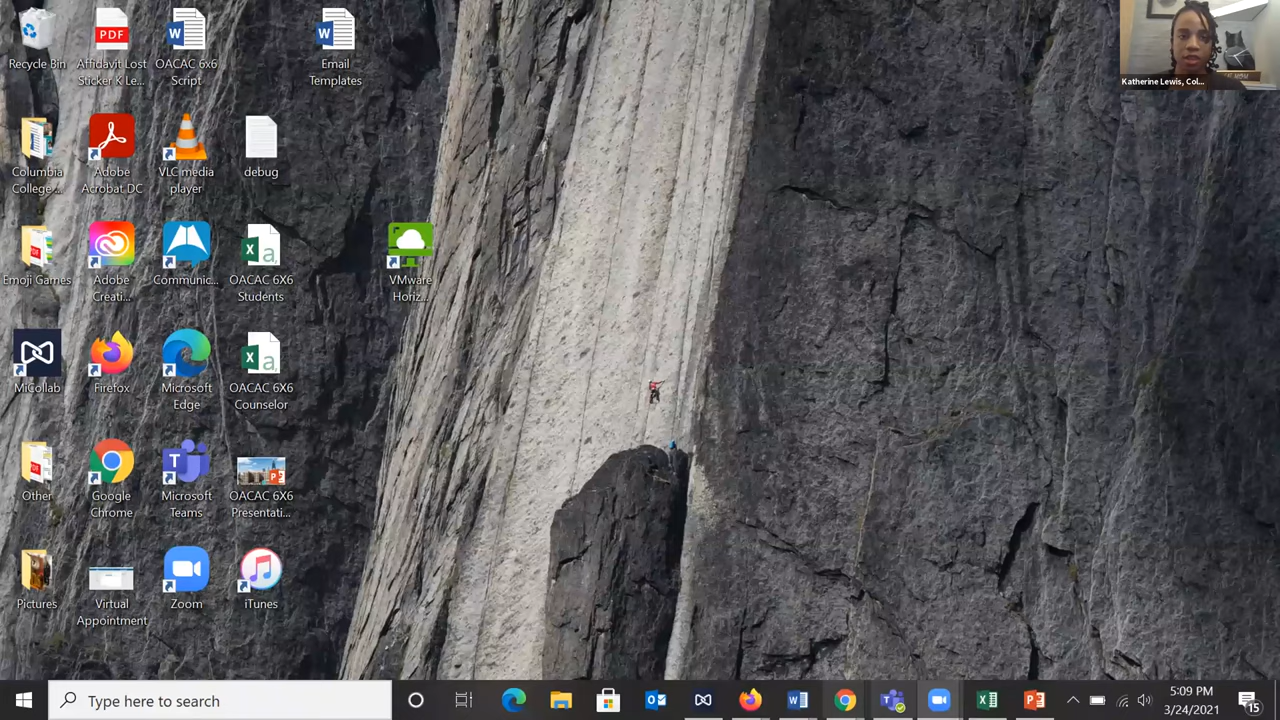 Recycle Bin
Affidavit Lost
Sticker K Le...
OACAC 6x6
Script
Email
Templates
Columbia
College -...
Adobe
Acrobat DC
VLC media
player
debug
Emoji Games
Adobe
Creati...
Communic...
OACAC 6X6
Students
VMware
Horiz...
MiCollab
Firefox
Microsoft
Edge
OACAC 6X6
Counselor
Other
Google
Chrome
Microsoft
Teams
OACAC 6X6
Presentati...
Pictures
Virtual
Appointment
Zoom
iTunes
Katherine Lewis, Col...
Type here to search
5:09 PM
3/24/2021
15